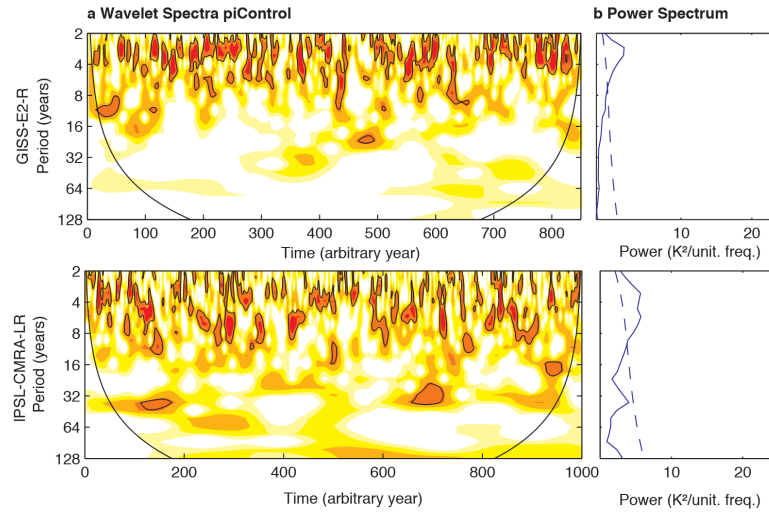 a Wavelet Spectra piControl
b Power Spectrum
GISS-E2-R
Period (years)
2
4
8
16
32
64
128
0 100 200 300 400 500 600 700 800
Time (arbitrary year)
0 10 20
Power (K²/unit. freq.)
IPSL-CMRA-LR
Period (years)
2
4
8
16
32
64
128
0 200 400 600 800 1000
Time (arbitrary year)
0 10 20
Power (K²/unit. freq.)